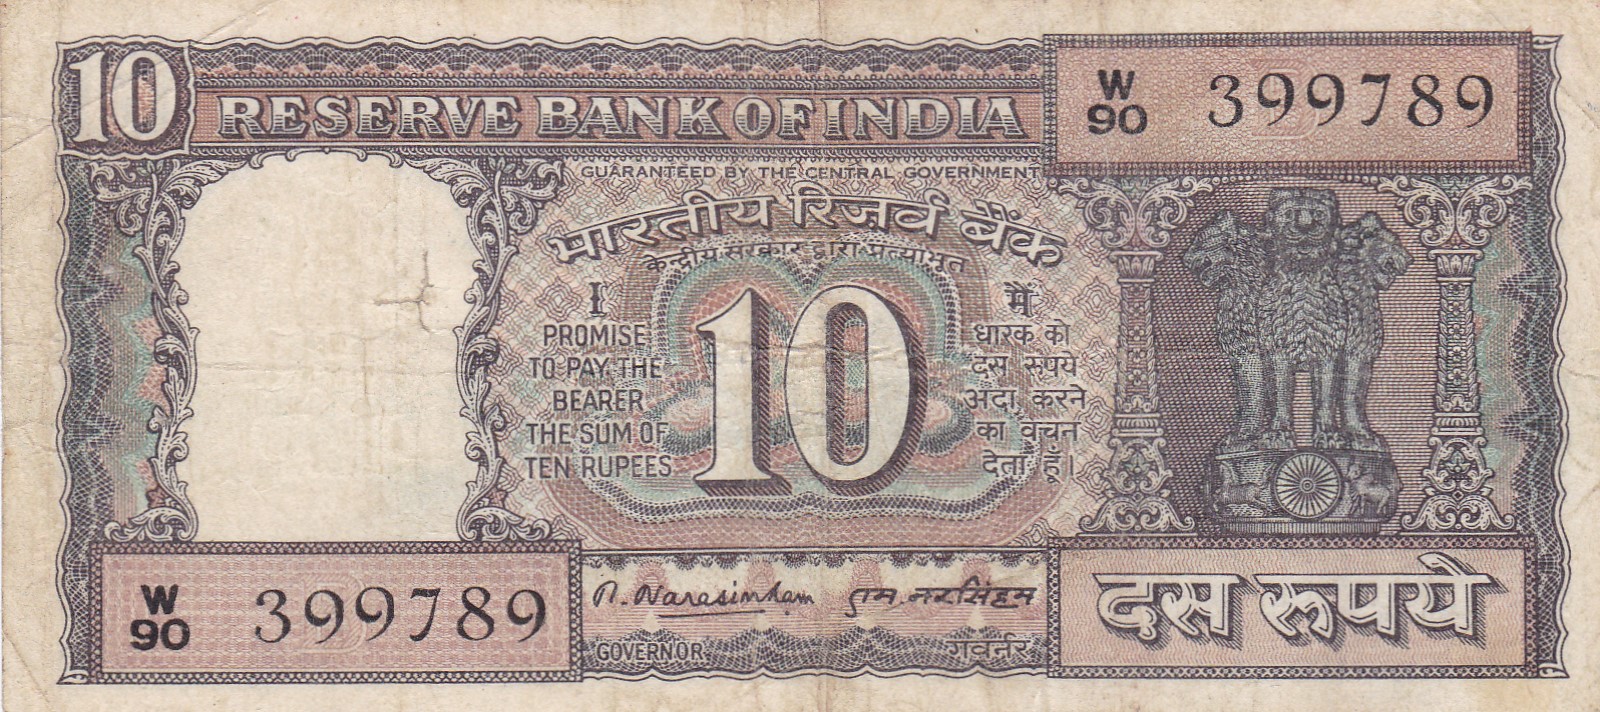 10
RESERVE BANK OF INDIA
W
90
399789
GUARANTEED BY THE CENTRAL GOVERNMENT
भारतीय रिज़र्व बैंक
केन्द्रीय सरकार द्वारा प्रत्याभूत
I
PROMISE
TO PAY THE
BEARER
THE SUM OF
TEN RUPEES
10
मैं
धारक को
दस रुपये
अदा करने
का वचन
देता हूँ।
W
90
399789
M. Narasimham
एम. नरसिंहम
GOVERNOR
गवर्नर
दस रुपये